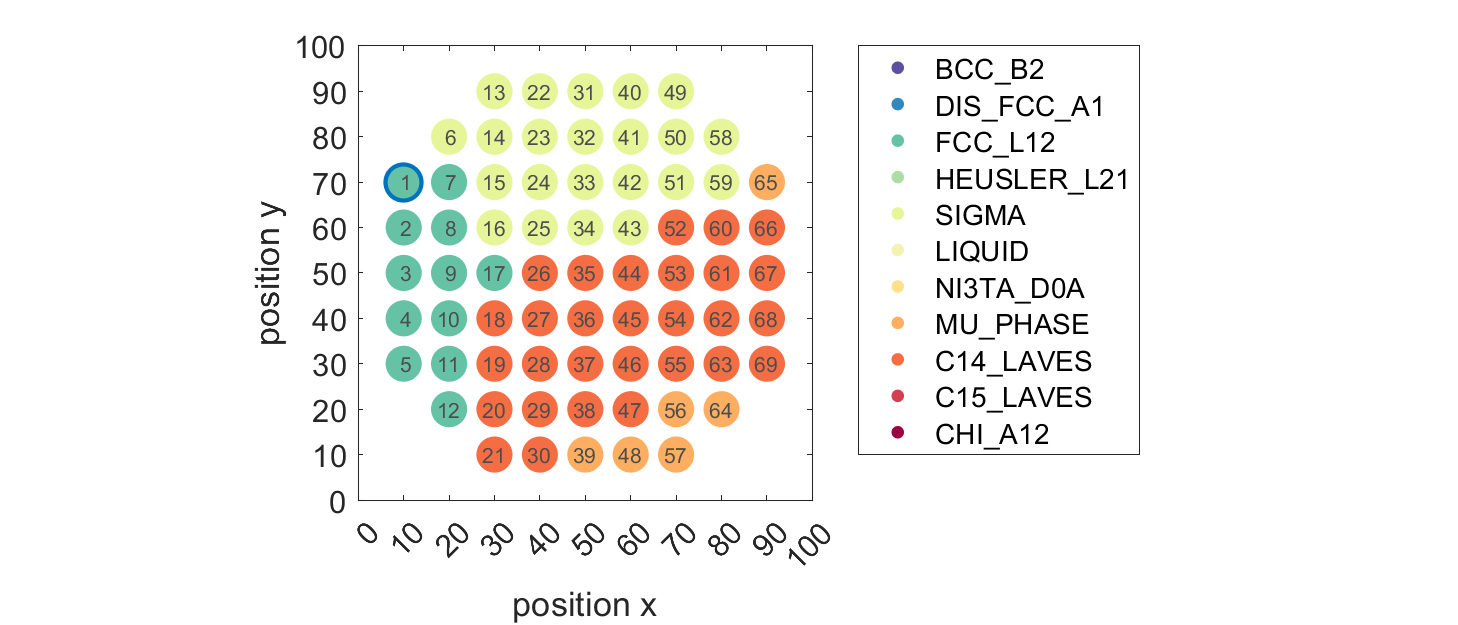 100
90
80
70
60
50
40
30
20
10
0
position y
13 22 31 40 49
6 14 23 32 41 50 58
1 7 15 24 33 42 51 59 65
2 8 16 25 34 43 52 60 66
3 9 17 26 35 44 53 61 67
4 10 18 27 36 45 54 62 68
5 11 19 28 37 46 55 63 69
12 20 29 38 47 56 64
21 30 39 48 57
0 10 20 30 40 50 60 70 80 90 100
position x
BCC_B2
DIS_FCC_A1
FCC_L12
HEUSLER_L21
SIGMA
LIQUID
NI3TA_D0A
MU_PHASE
C14_LAVES
C15_LAVES
CHI_A12